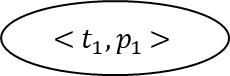 < t₁, p₁ >